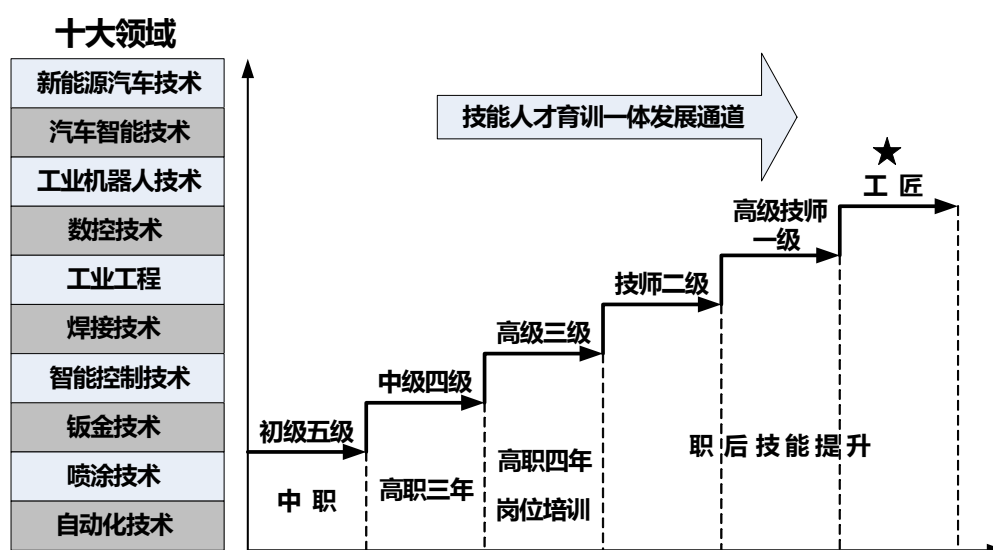 十大领域
新能源汽车技术
汽车智能技术
工业机器人技术
数控技术
工业工程
焊接技术
智能控制技术
钣金技术
喷涂技术
自动化技术
技能人才育训一体发展通道
工 匠
高级技师
一级
技师二级
高级三级
中级四级
初级五级
中 职
高职三年
高职四年
岗位培训
职后技能提升